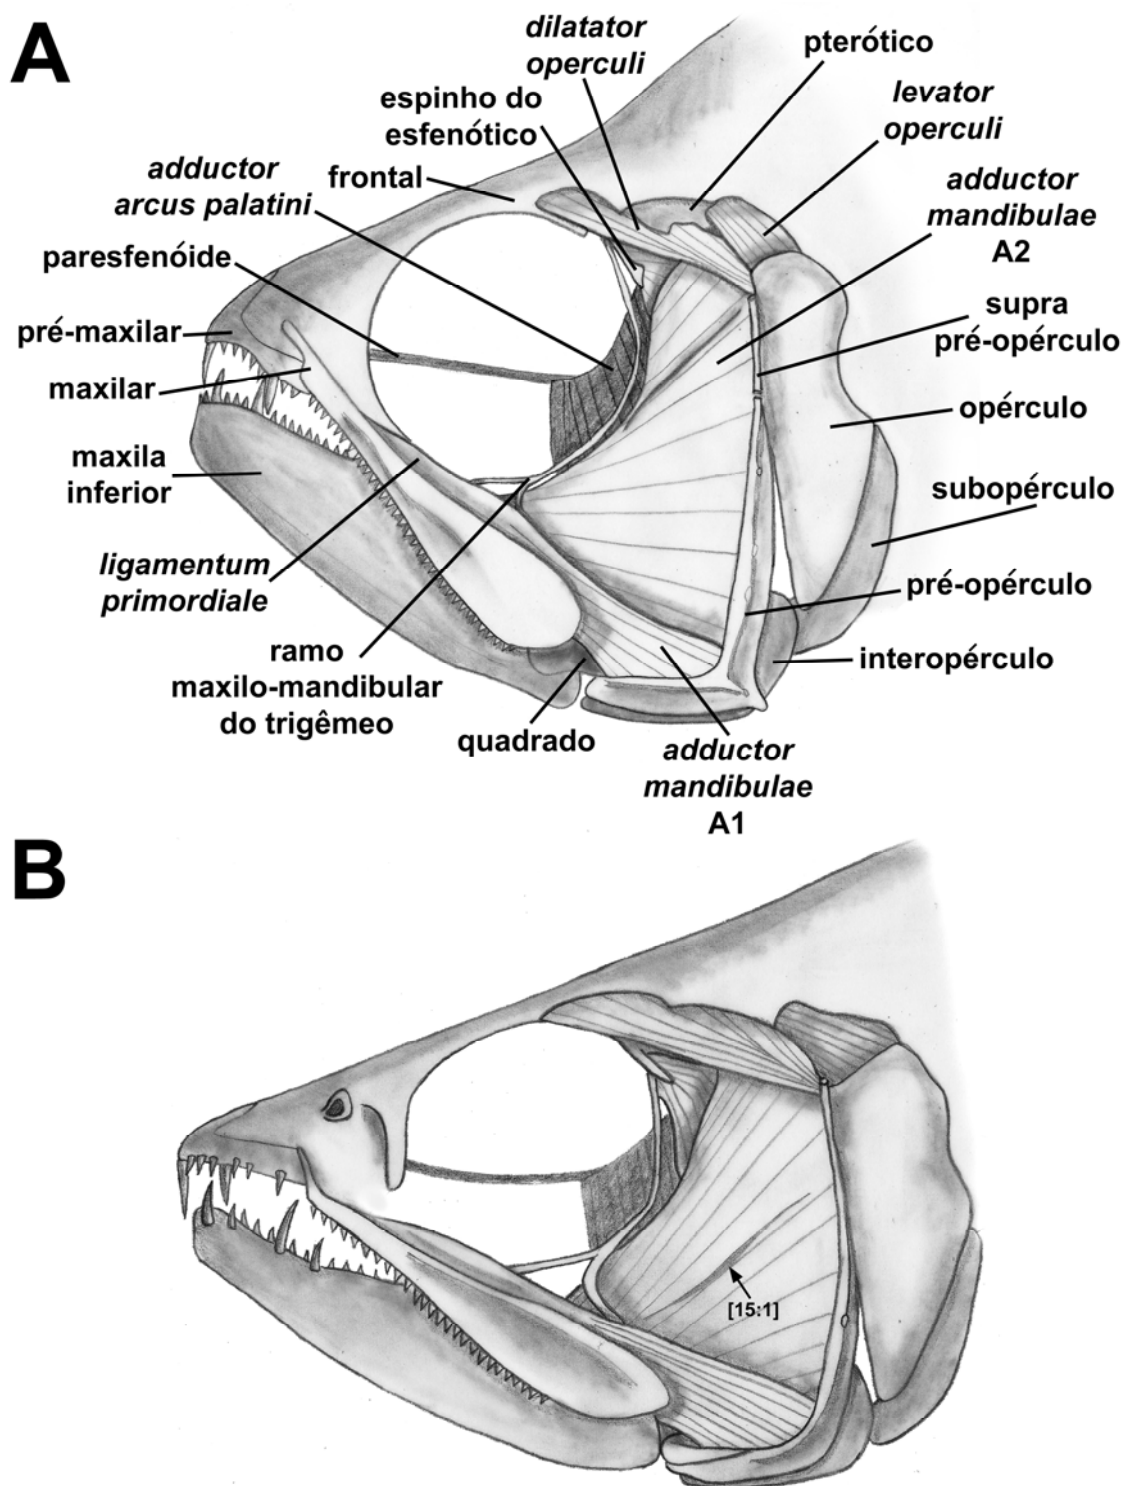 A
dilatator
operculi
pterótico
espinho do
esfenótico
levator
operculi
adductor
arcus palatini
frontal
adductor
mandibulae
A2
paresfenóide
supra
pré-opérculo
pré-maxilar
maxilar
opérculo
maxila
inferior
subopérculo
ligamentum
primordiale
pré-opérculo
ramo
maxilo-mandibular
do trigêmeo
interopérculo
quadrado
adductor
mandibulae
A1
B
[15:1]